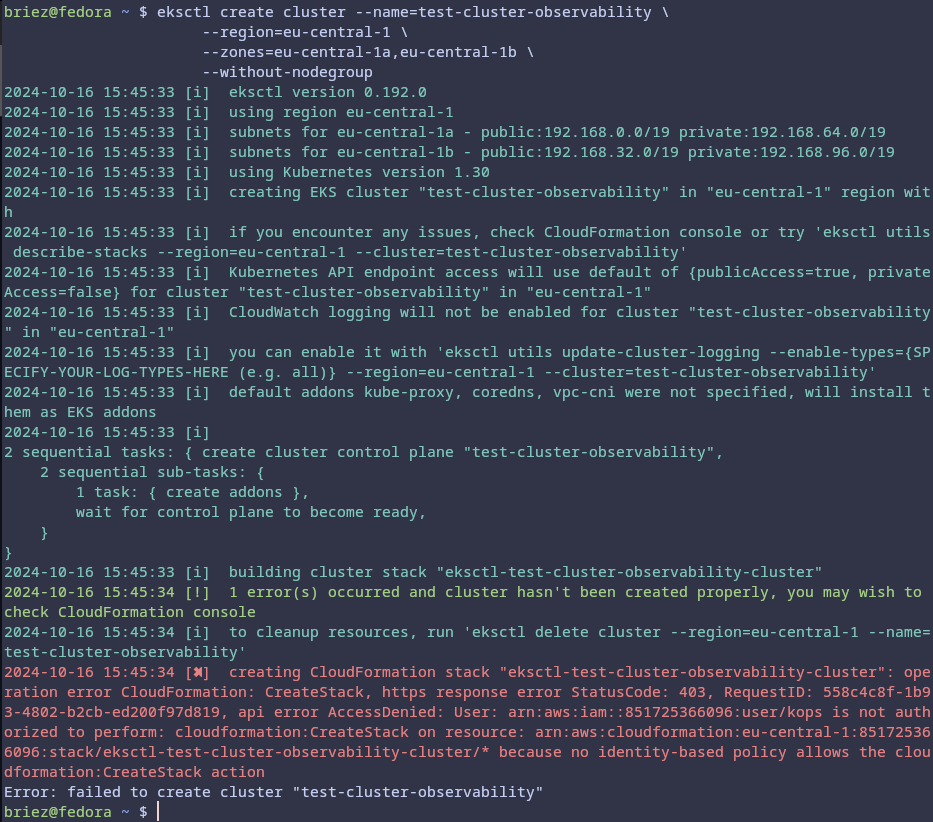 briez@fedora ~ $ eksctl create cluster --name=test-cluster-observability \
--region=eu-central-1 \
--zones=eu-central-1a,eu-central-1b \
--without-nodegroup
2024-10-16 15:45:33 [i]  eksctl version 0.192.0
2024-10-16 15:45:33 [i]  using region eu-central-1
2024-10-16 15:45:33 [i]  subnets for eu-central-1a - public:192.168.0.0/19 private:192.168.64.0/19
2024-10-16 15:45:33 [i]  subnets for eu-central-1b - public:192.168.32.0/19 private:192.168.96.0/19
2024-10-16 15:45:33 [i]  using Kubernetes version 1.30
2024-10-16 15:45:33 [i]  creating EKS cluster "test-cluster-observability" in "eu-central-1" region wit
h
2024-10-16 15:45:33 [i]  if you encounter any issues, check CloudFormation console or try 'eksctl utils
 describe-stacks --region=eu-central-1 --cluster=test-cluster-observability'
2024-10-16 15:45:33 [i]  Kubernetes API endpoint access will use default of {publicAccess=true, private
Access=false} for cluster "test-cluster-observability" in "eu-central-1"
2024-10-16 15:45:33 [i]  CloudWatch logging will not be enabled for cluster "test-cluster-observability
" in "eu-central-1"
2024-10-16 15:45:33 [i]  you can enable it with 'eksctl utils update-cluster-logging --enable-types={SP
ECIFY-YOUR-LOG-TYPES-HERE (e.g. all)} --region=eu-central-1 --cluster=test-cluster-observability'
2024-10-16 15:45:33 [i]  default addons kube-proxy, coredns, vpc-cni were not specified, will install t
hem as EKS addons
2024-10-16 15:45:33 [i]
2 sequential tasks: { create cluster control plane "test-cluster-observability",
    2 sequential sub-tasks: {
        1 task: { create addons },
        wait for control plane to become ready,
    }
}
2024-10-16 15:45:33 [i]  building cluster stack "eksctl-test-cluster-observability-cluster"
2024-10-16 15:45:34 [!]  1 error(s) occurred and cluster hasn't been created properly, you may wish to
check CloudFormation console
2024-10-16 15:45:34 [i]  to cleanup resources, run 'eksctl delete cluster --region=eu-central-1 --name=
test-cluster-observability'
2024-10-16 15:45:34 [✖]  creating CloudFormation stack "eksctl-test-cluster-observability-cluster": ope
ration error CloudFormation: CreateStack, https response error StatusCode: 403, RequestID: 558c4c8f-1b9
3-4802-b2cb-ed200f97d819, api error AccessDenied: User: arn:aws:iam::851725366096:user/kops is not auth
orized to perform: cloudformation:CreateStack on resource: arn:aws:cloudformation:eu-central-1:85172536
6096:stack/eksctl-test-cluster-observability-cluster/* because no identity-based policy allows the clou
dformation:CreateStack action
Error: failed to create cluster "test-cluster-observability"
briez@fedora ~ $